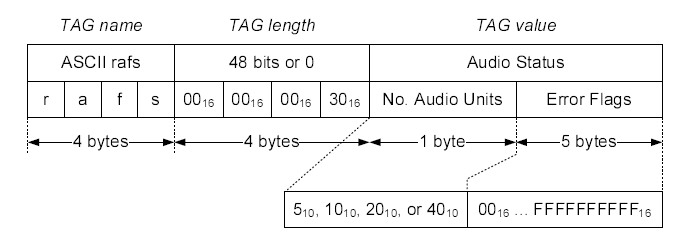 TAG name TAG length TAG value
ASCII rafs 48 bits or 0 Audio Status
r a f s 00₁₆ 00₁₆ 00₁₆ 30₁₆ No. Audio Units Error Flags
4 bytes 4 bytes 1 byte 5 bytes
5₁₀, 10₁₀, 20₁₀, or 40₁₀ 00₁₆ ... FFFFFFFFFF₁₆